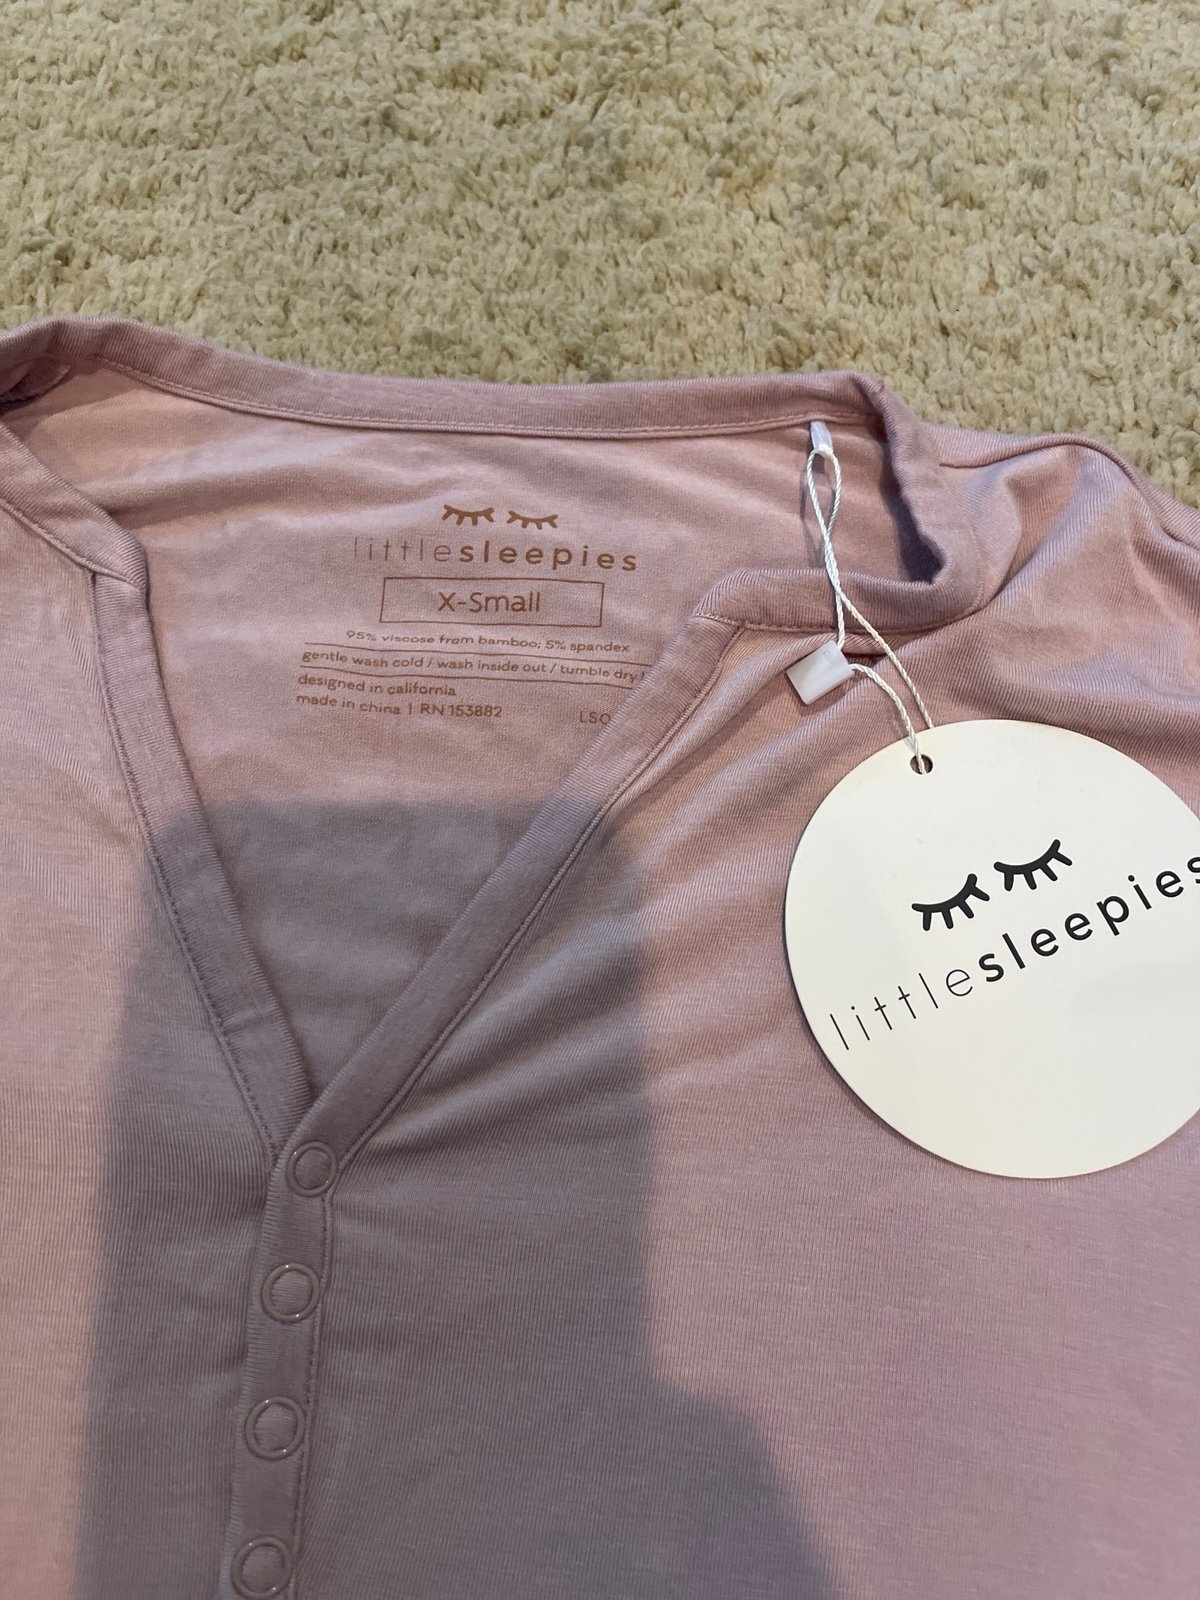 littlesleepies
X-Small
95% viscose from bamboo; 5% spandex
gentle wash cold / wash inside out / tumble dry
designed in california
made in china | RN 153882
LSO
littlesleepies